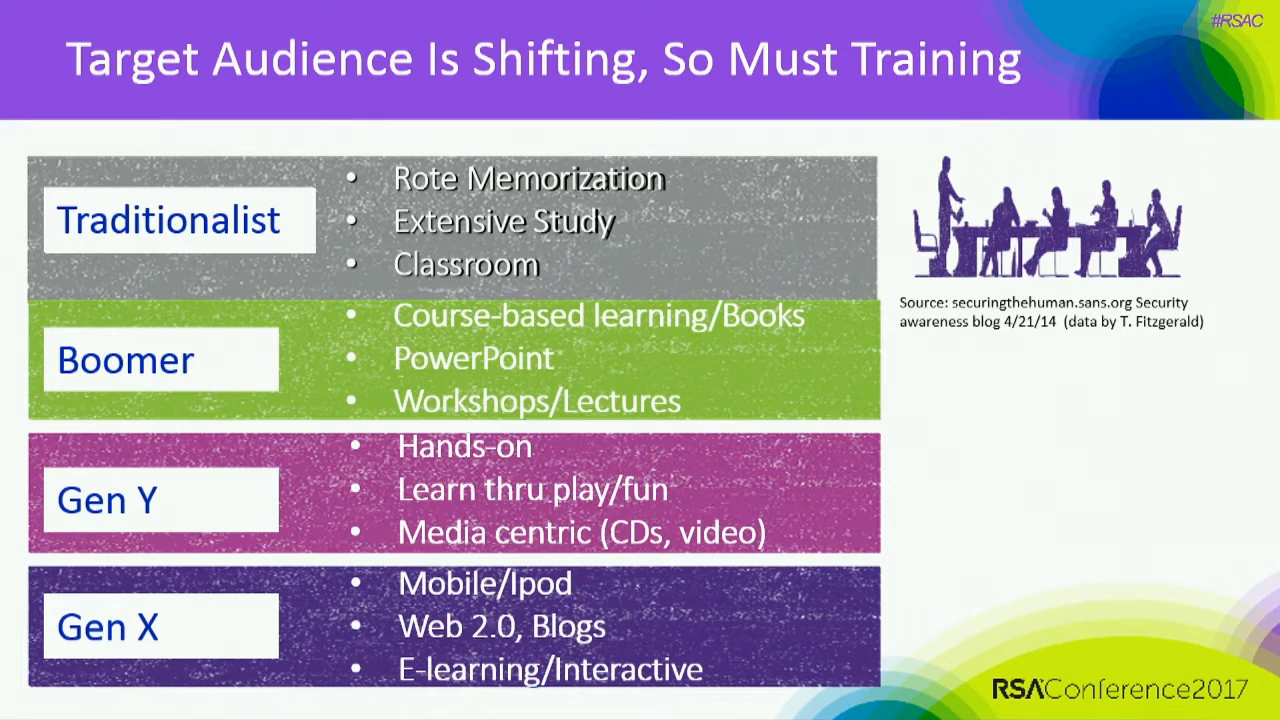 #RSAC
Target Audience Is Shifting, So Must Training
Traditionalist
• Rote Memorization
• Extensive Study
• Classroom
Boomer
• Course-based learning/Books
• PowerPoint
• Workshops/Lectures
Gen Y
• Hands-on
• Learn thru play/fun
• Media centric (CDs, video)
Gen X
• Mobile/Ipod
• Web 2.0, Blogs
• E-learning/Interactive
Source: securingthehuman.sans.org Security
awareness blog 4/21/14 (data by T. Fitzgerald)
RSAConference2017